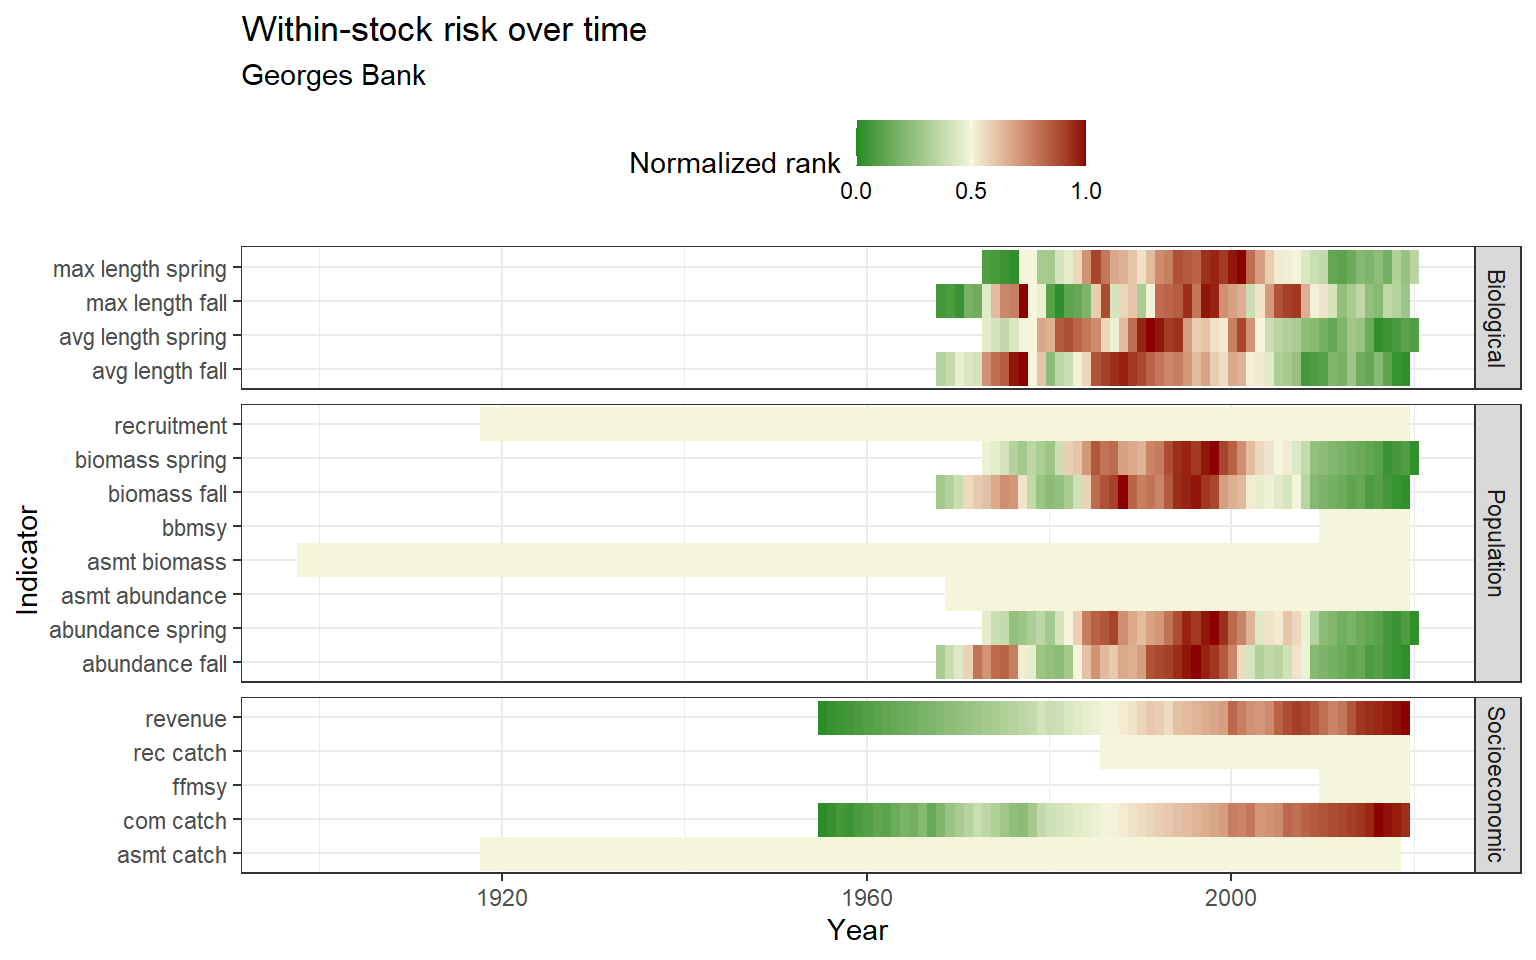 Within-stock risk over time
Georges Bank
Normalized rank
0.0 0.5 1.0
max length spring
max length fall
avg length spring
avg length fall
Biological
recruitment
biomass spring
biomass fall
bbmsy
asmt biomass
asmt abundance
abundance spring
abundance fall
Population
revenue
rec catch
ffmsy
com catch
asmt catch
Socioeconomic
Indicator
1920 1960 2000
Year